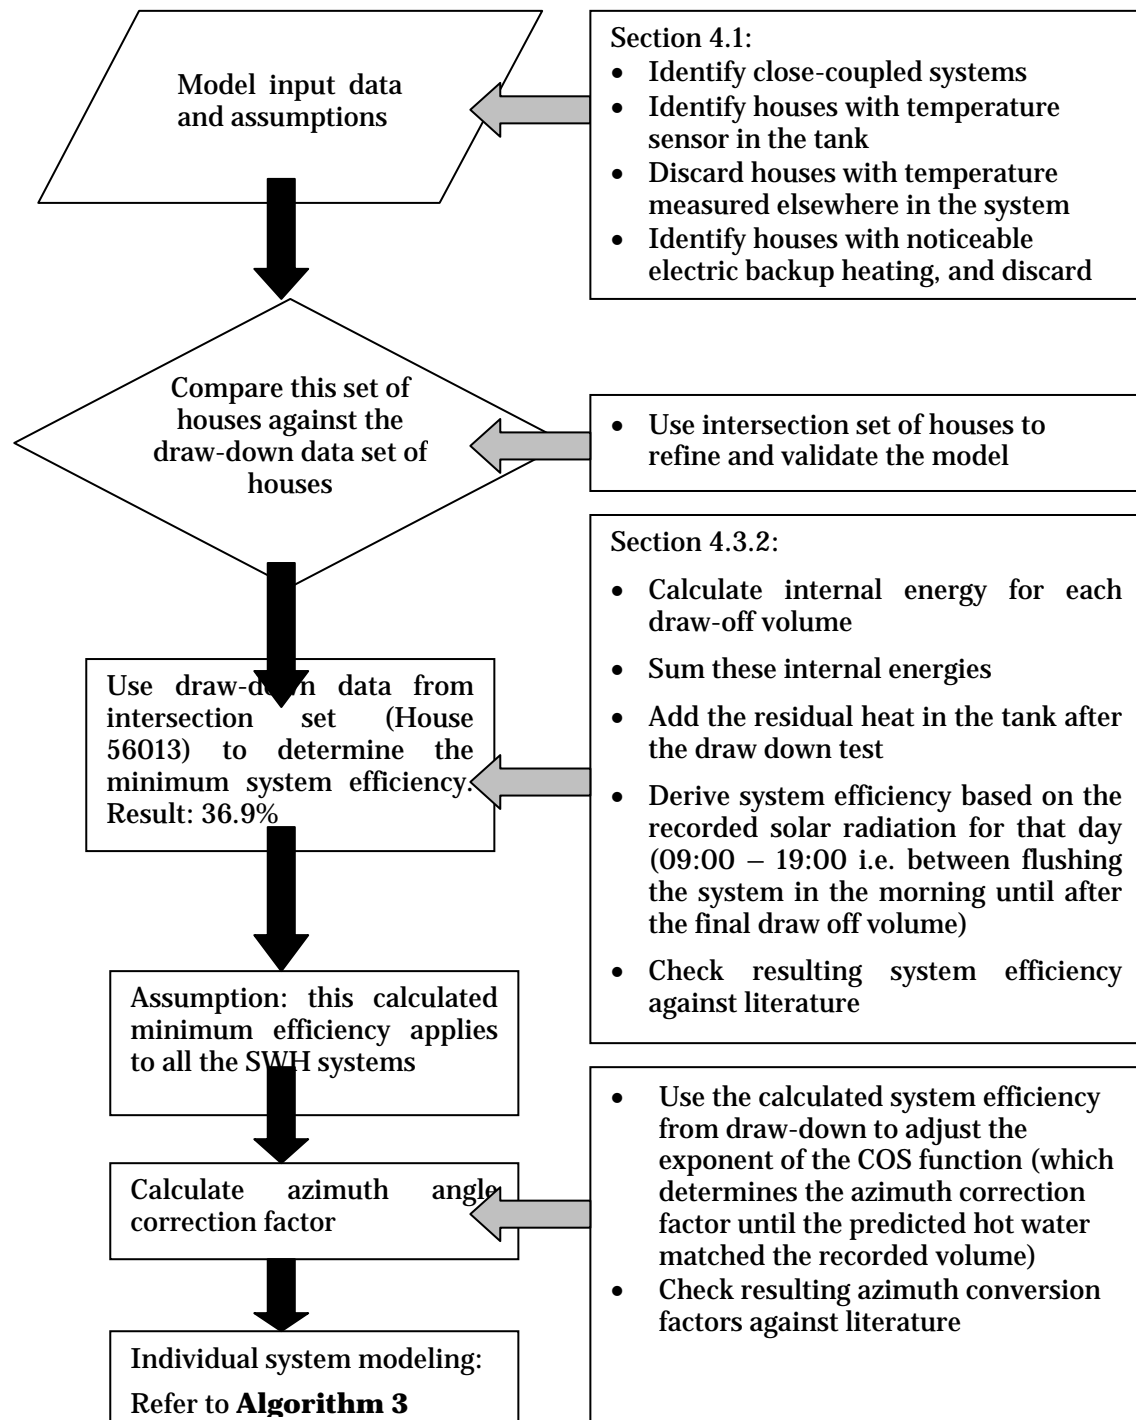 Model input data
and assumptions
Section 4.1:
• Identify close-coupled systems
• Identify houses with temperature
sensor in the tank
• Discard houses with temperature
measured elsewhere in the system
• Identify houses with noticeable
electric backup heating, and discard
Compare this set of
houses against the
draw-down data set of
houses
• Use intersection set of houses to
refine and validate the model
Use draw-down data from
intersection set (House
56013) to determine the
minimum system efficiency.
Result: 36.9%
Section 4.3.2:
• Calculate internal energy for each
draw-off volume
• Sum these internal energies
• Add the residual heat in the tank after
the draw down test
• Derive system efficiency based on the
recorded solar radiation for that day
(09:00 – 19:00 i.e. between flushing
the system in the morning until after
the final draw off volume)
• Check resulting system efficiency
against literature
Assumption: this calculated
minimum efficiency applies
to all the SWH systems
Calculate azimuth angle
correction factor
• Use the calculated system efficiency
from draw-down to adjust the
exponent of the COS function (which
determines the azimuth correction
factor until the predicted hot water
matched the recorded volume)
• Check resulting azimuth conversion
factors against literature
Individual system modeling:
Refer to Algorithm 3